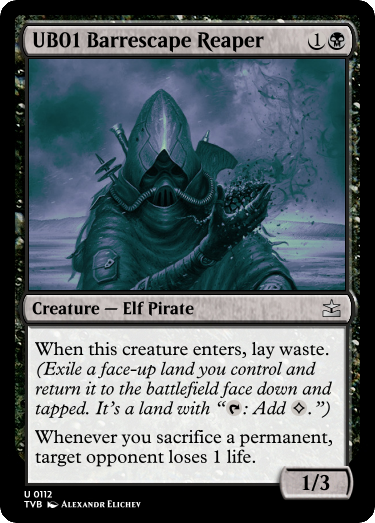 UB01 Barrescape Reaper 1
Creature — Elf Pirate
When this creature enters, lay waste.
(Exile a face-up land you control and
return it to the battlefield face down and
tapped. It's a land with “: Add .”)
Whenever you sacrifice a permanent,
target opponent loses 1 life.
1/3
U 0112
TVB Alexandr Elichev